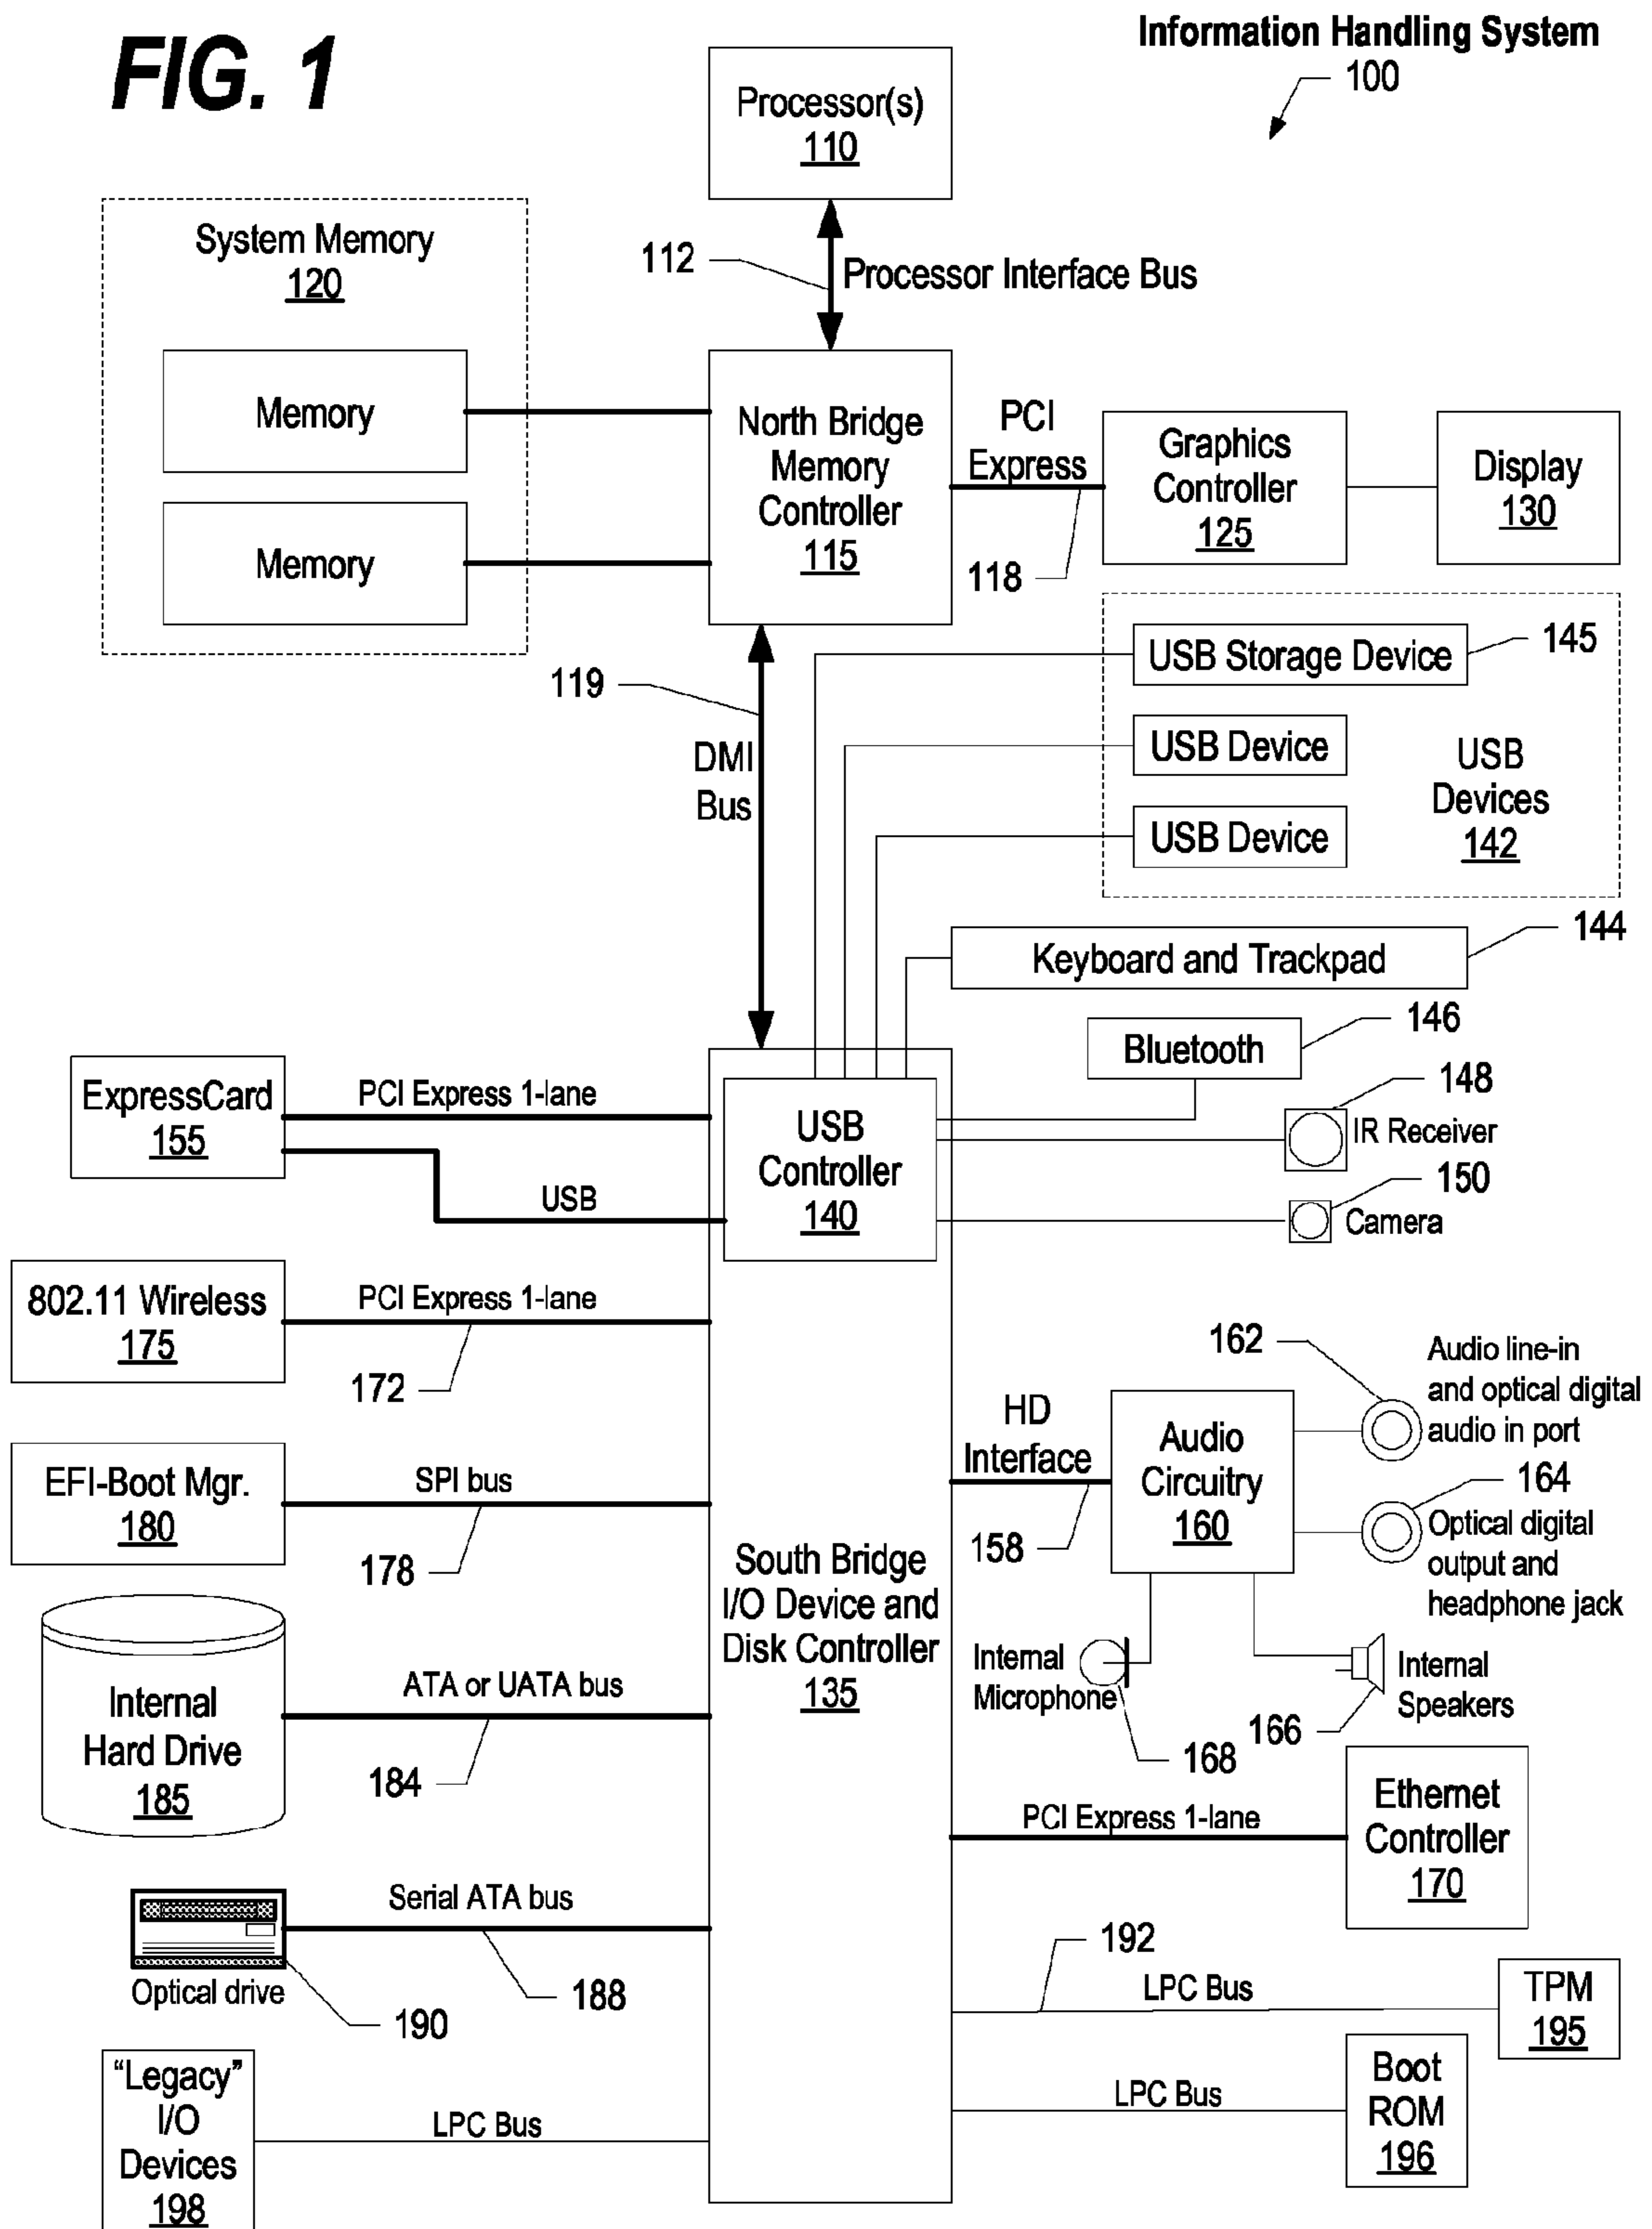 FIG. 1
Information Handling System
100
Processor(s)
110
System Memory
120
112
Processor Interface Bus
Memory
Memory
North Bridge
Memory
Controller
115
PCI
Express
118
Graphics
Controller
125
Display
130
USB Storage Device
145
USB Device
USB Device
USB
Devices
142
119
DMI
Bus
Keyboard and Trackpad
144
Bluetooth
146
148
IR Receiver
150
Camera
ExpressCard
155
PCI Express 1-lane
USB
USB
Controller
140
802.11 Wireless
175
PCI Express 1-lane
172
162
Audio line-in
and optical digital
audio in port
HD
Interface
158
Audio
Circuitry
160
164
Optical digital
output and
headphone jack
EFI-Boot Mgr.
180
SPI bus
178
South Bridge
I/O Device and
Disk Controller
135
Internal
Microphone
168
166
Internal
Speakers
Internal
Hard Drive
185
ATA or UATA bus
184
PCI Express 1-lane
Ethernet
Controller
170
Serial ATA bus
188
Optical drive
190
192
LPC Bus
TPM
195
LPC Bus
Boot
ROM
196
“Legacy”
I/O
Devices
198
LPC Bus